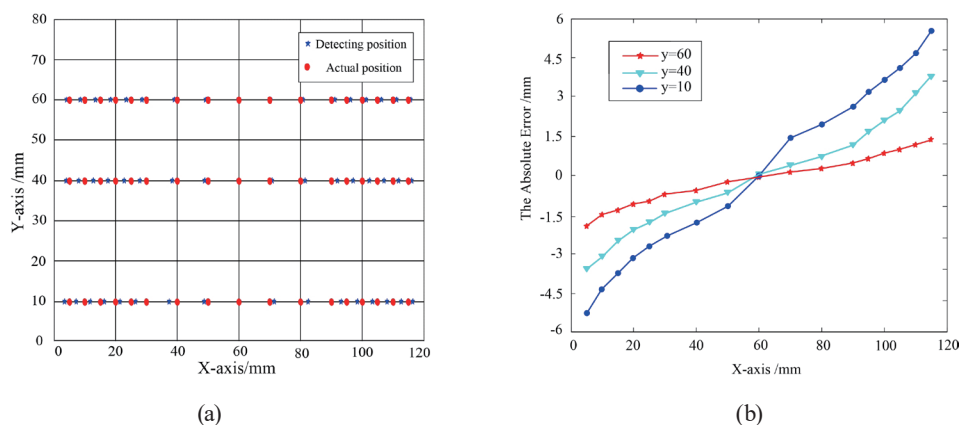 80
70
60
50
40
30
20
10
0
Y-axis /mm
Detecting position
Actual position
0 20 40 60 80 100 120
X-axis/mm
(a)
6
4.5
3
1.5
0
-1.5
-3
-4.5
-6
The Absolute Error /mm
y=60
y=40
y=10
0 20 40 60 80 100 120
X-axis /mm
(b)